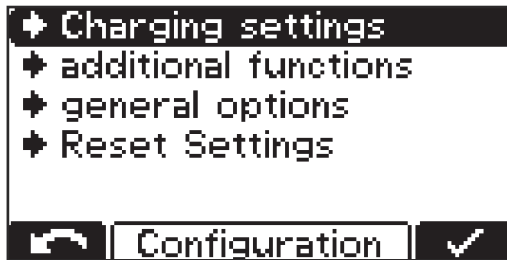 Charging settings
additional functions
general options
Reset Settings
Configuration